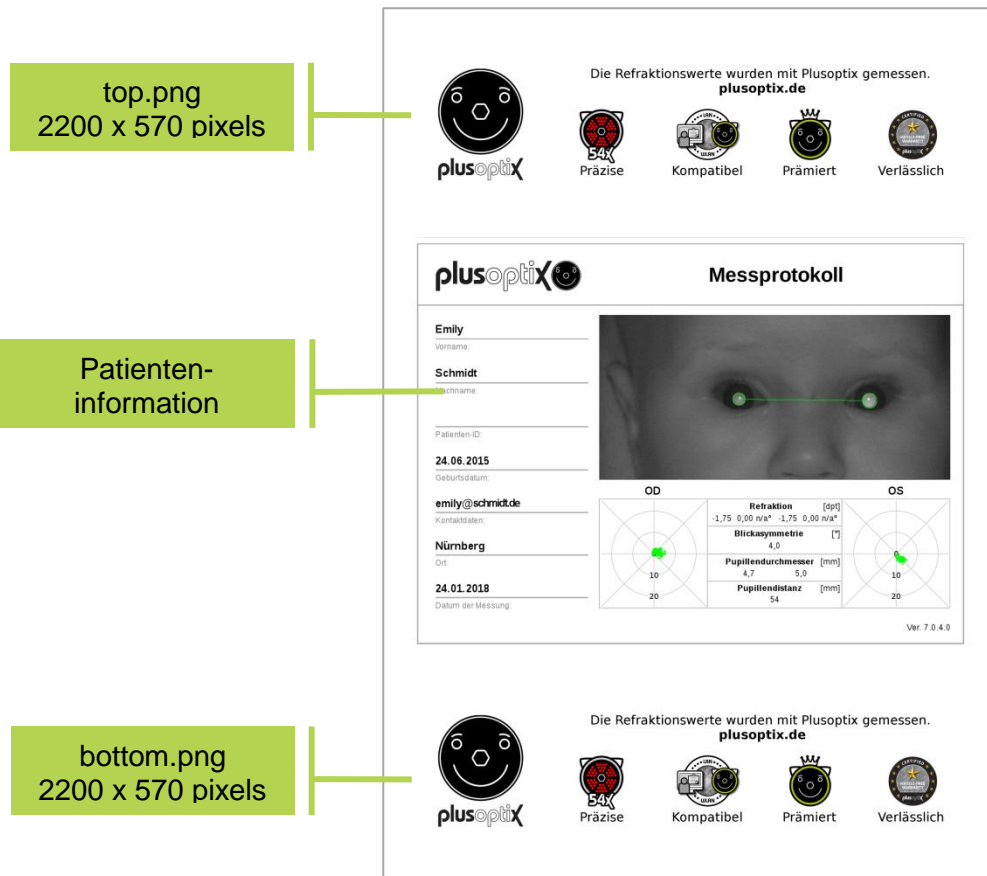 top.png
2200 x 570 pixels
Die Refraktionswerte wurden mit Plusoptix gemessen.
plusoptix.de
plusoptix
54X
Präzise
Kompatibel
Prämiert
Verlässlich
plusoptix
Messprotokoll
Patienten-
information
Emily
Vorname:
Schmidt
Nachname:
Patienten-ID:
24.06.2015
Geburtsdatum:
emily@schmidt.de
Kontaktdaten:
Nürnberg
Ort:
24.01.2018
Datum der Messung:
OD
OS
Refraktion [dpt]
-1,75 0,00 n/a° -1,75 0,00 n/a°
Blickasymmetrie [°]
4,0
Pupillendurchmesser [mm]
4,7 5,0
Pupillendistanz [mm]
54
0
10
20
0
10
20
Ver. 7.0.4.0
bottom.png
2200 x 570 pixels
Die Refraktionswerte wurden mit Plusoptix gemessen.
plusoptix.de
plusoptix
54X
Präzise
Kompatibel
Prämiert
Verlässlich